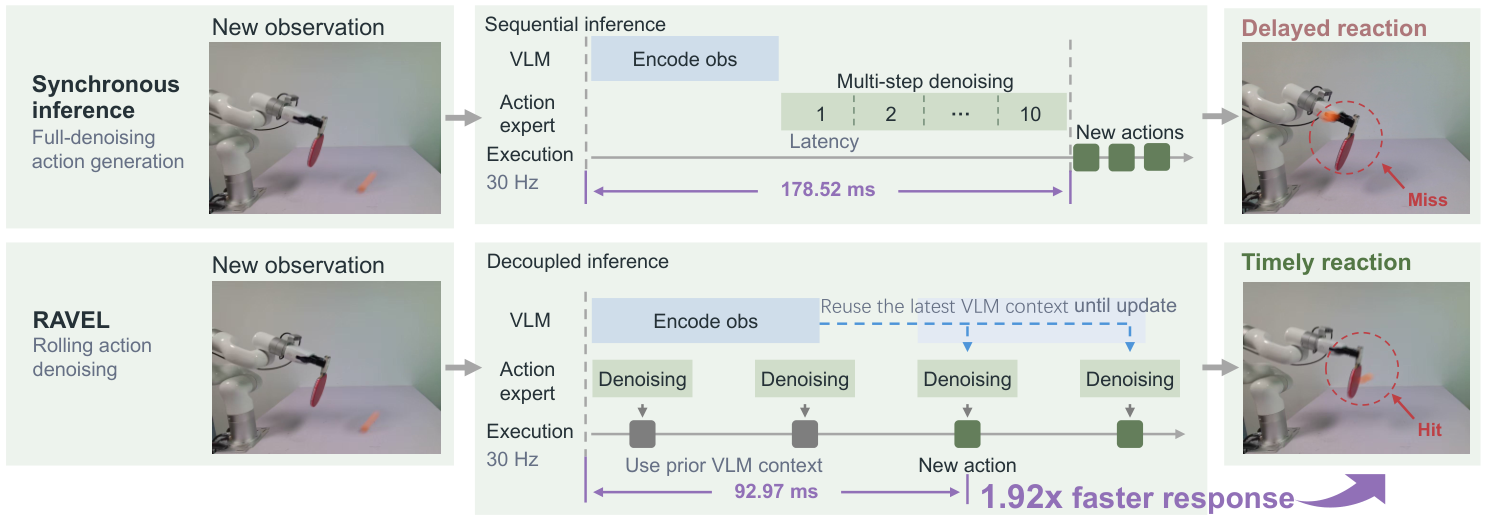 New observation
Synchronous
inference
Full-denoising
action generation
Sequential inference
VLM
Encode obs
Multi-step denoising
Action
expert
1 2 ... 10
Latency
New actions
Execution
30 Hz
178.52 ms
Delayed reaction
Miss
New observation
RAVEL
Rolling action
denoising
Decoupled inference
VLM
Encode obs
Reuse the latest VLM context until update
Action
expert
Denoising Denoising Denoising Denoising
Execution
30 Hz
Use prior VLM context
New action
92.97 ms
1.92x faster response
Timely reaction
Hit